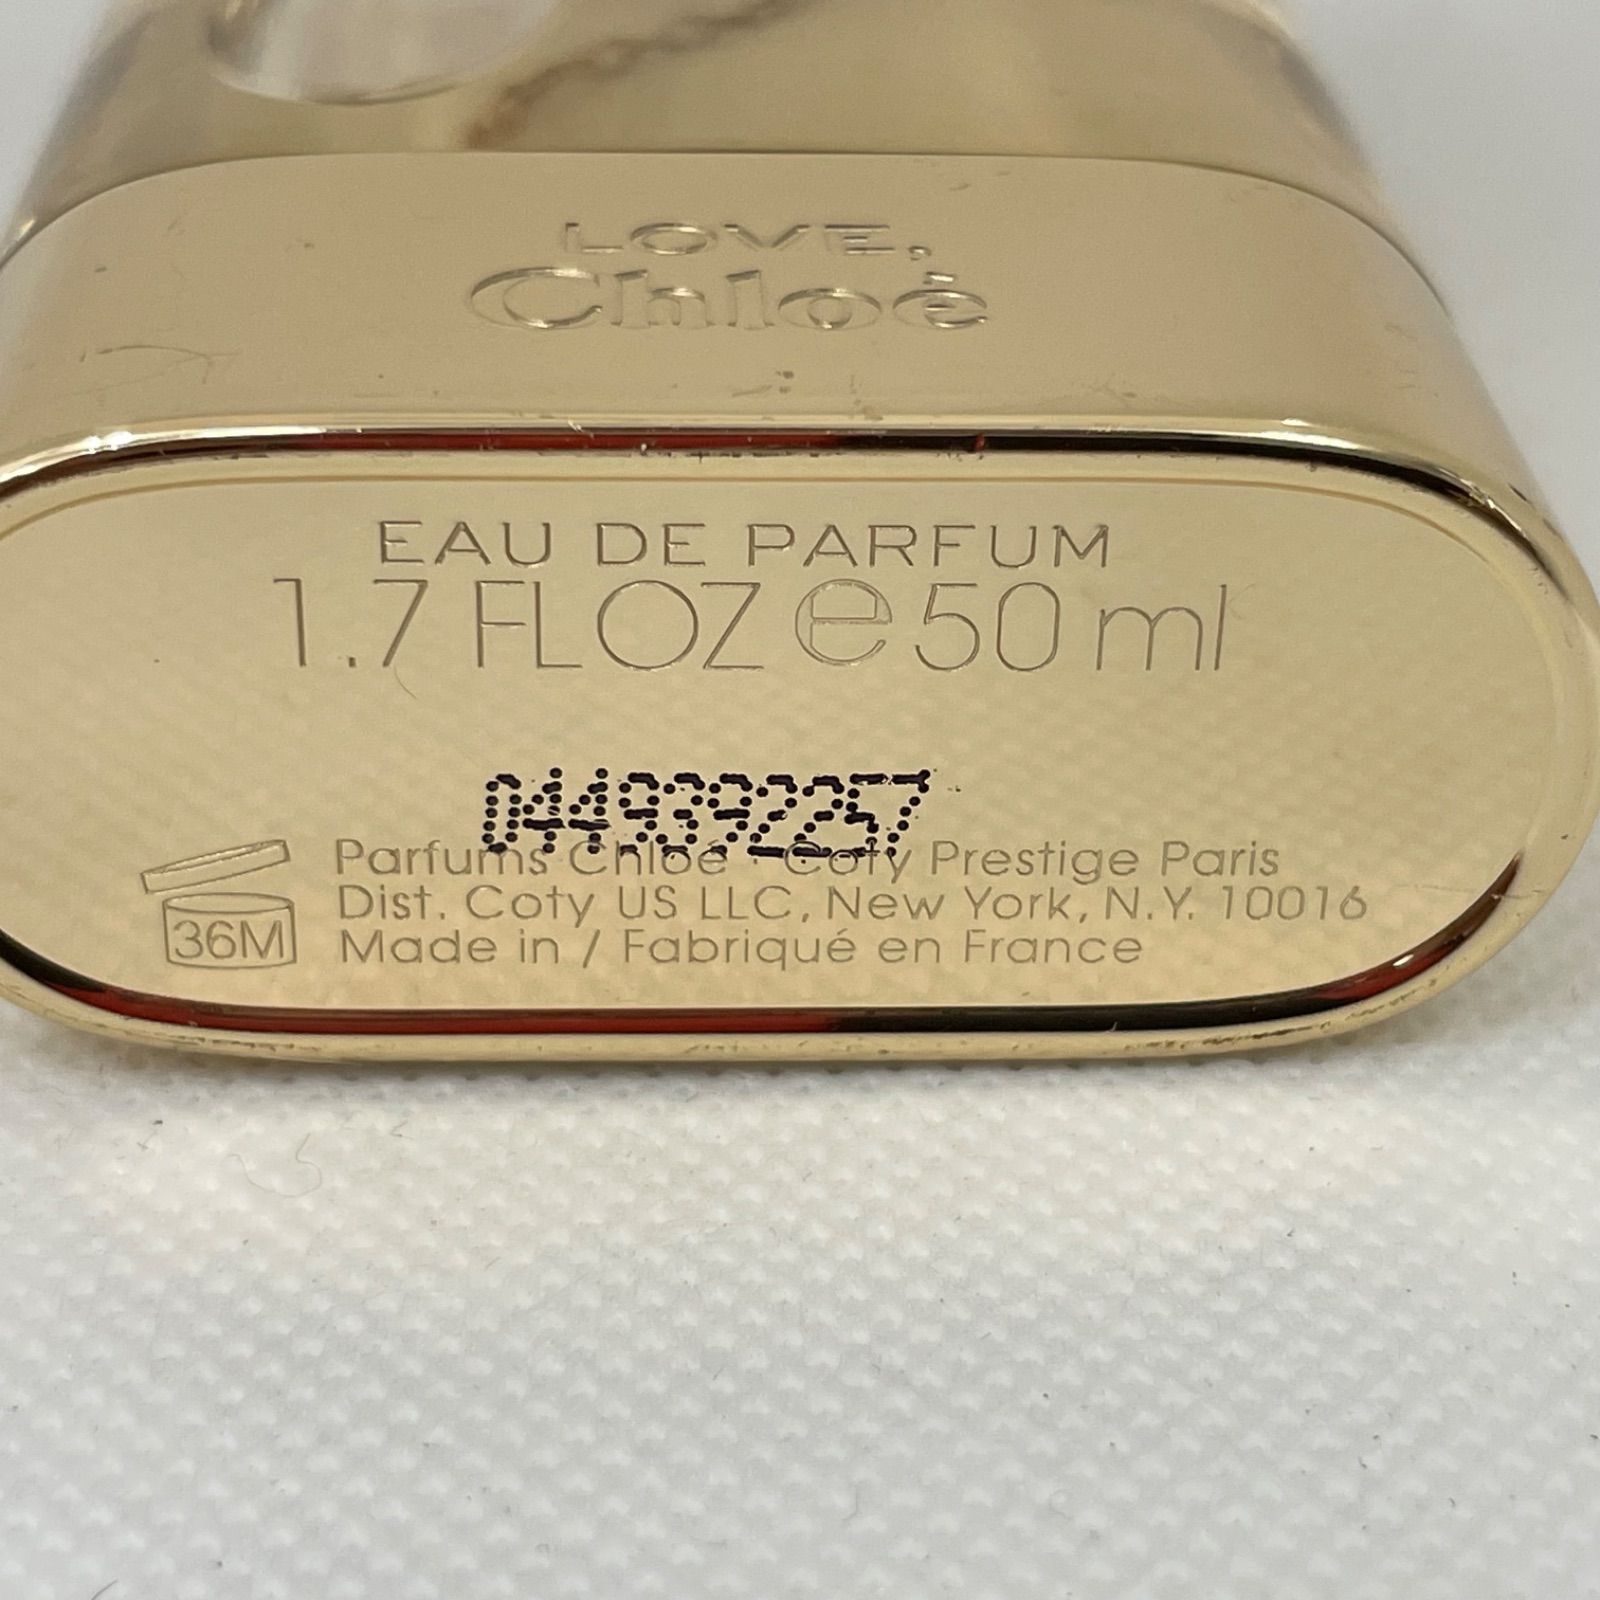 LOVE,
Chloé
EAU DE PARFUM
1.7 FL OZ e 50 ml
0449392257
Parfums Chloé · Coty Prestige Paris
Dist. Coty US LLC, New York, N.Y. 10016
36M
Made in / Fabriqué en France